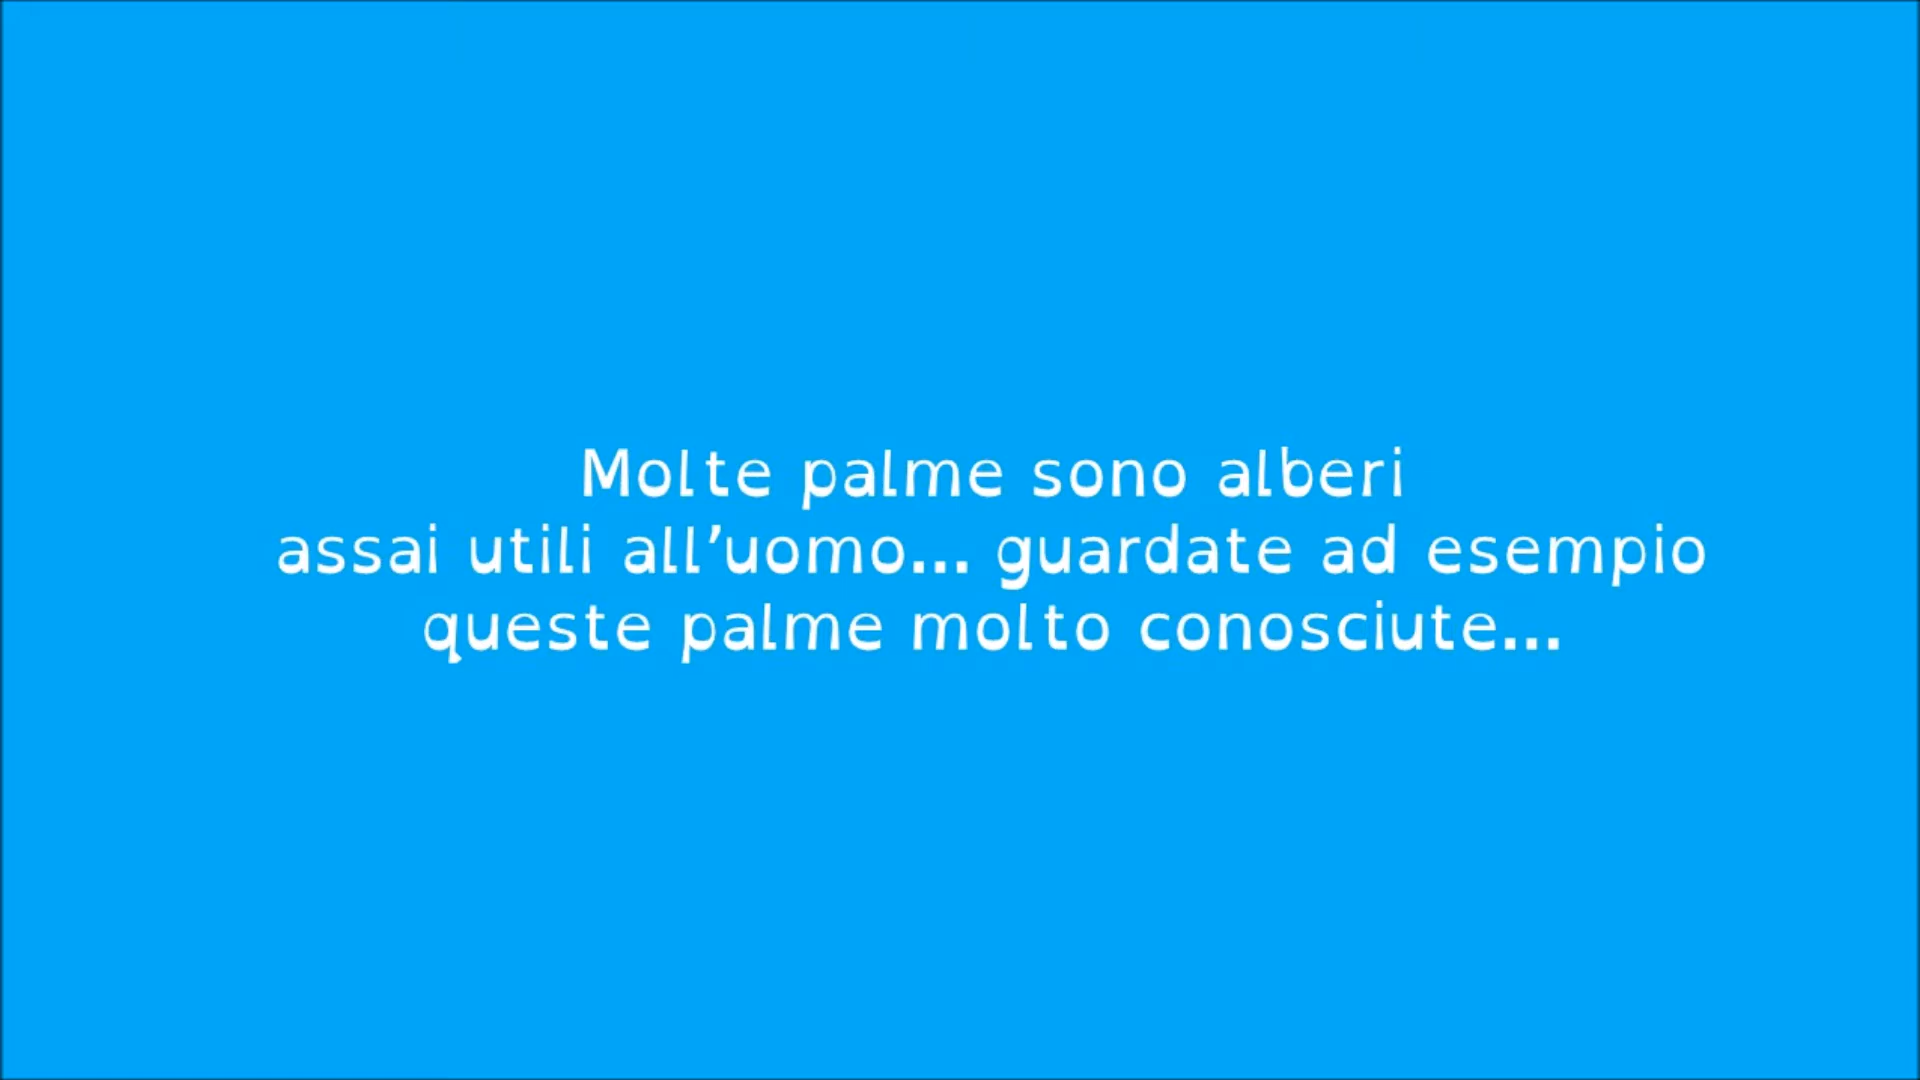 Molte palme sono alberi
assai utili all’uomo... guardate ad esempio
queste palme molto conosciute...